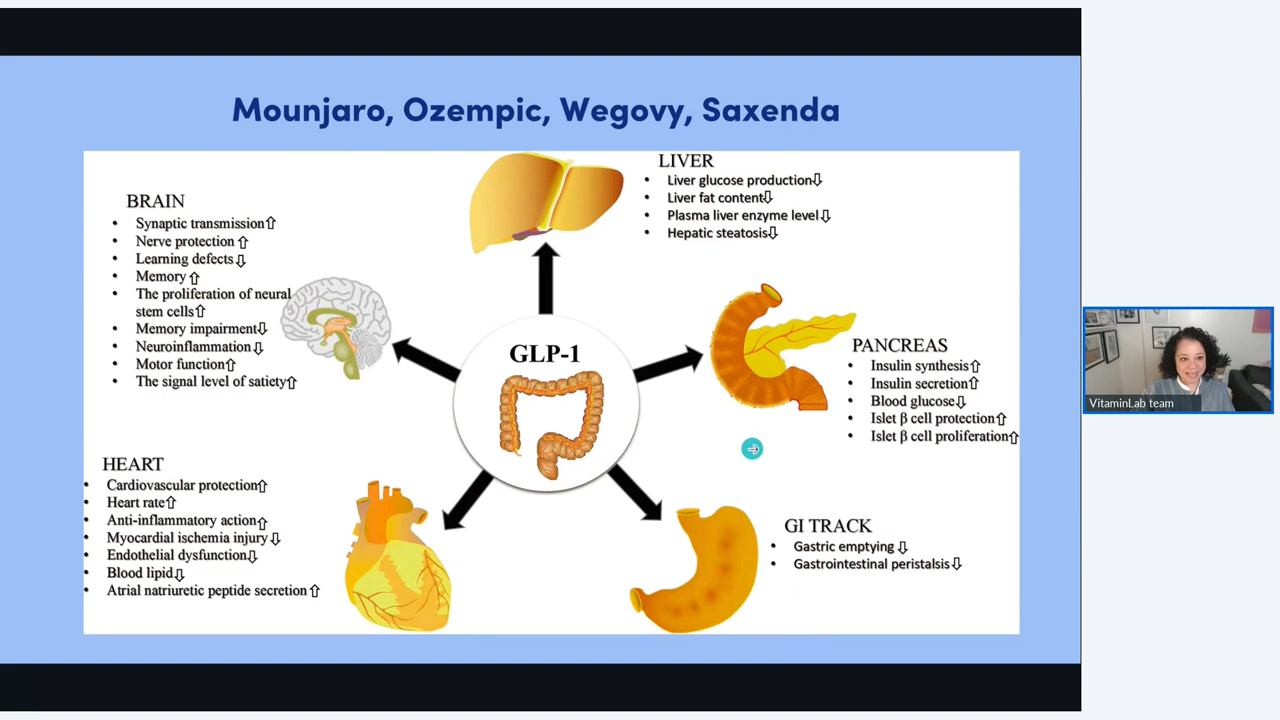 Mounjaro, Ozempic, Wegovy, Saxenda
BRAIN
• Synaptic transmission⇧
• Nerve protection ⇧
• Learning defects⇩
• Memory⇧
• The proliferation of neural
stem cells⇧
• Memory impairment⇩
• Neuroinflammation⇩
• Motor function⇧
• The signal level of satiety⇧
LIVER
• Liver glucose production⇩
• Liver fat content⇩
• Plasma liver enzyme level⇩
• Hepatic steatosis⇩
GLP-1
PANCREAS
• Insulin synthesis⇧
• Insulin secretion⇧
• Blood glucose⇩
• Islet β cell protection⇧
• Islet β cell proliferation⇧
HEART
• Cardiovascular protection⇧
• Heart rate⇧
• Anti-inflammatory action⇧
• Myocardial ischemia injury⇩
• Endothelial dysfunction⇩
• Blood lipid⇩
• Atrial natriuretic peptide secretion⇧
GI TRACK
• Gastric emptying ⇩
• Gastrointestinal peristalsis⇩
VitaminLab team